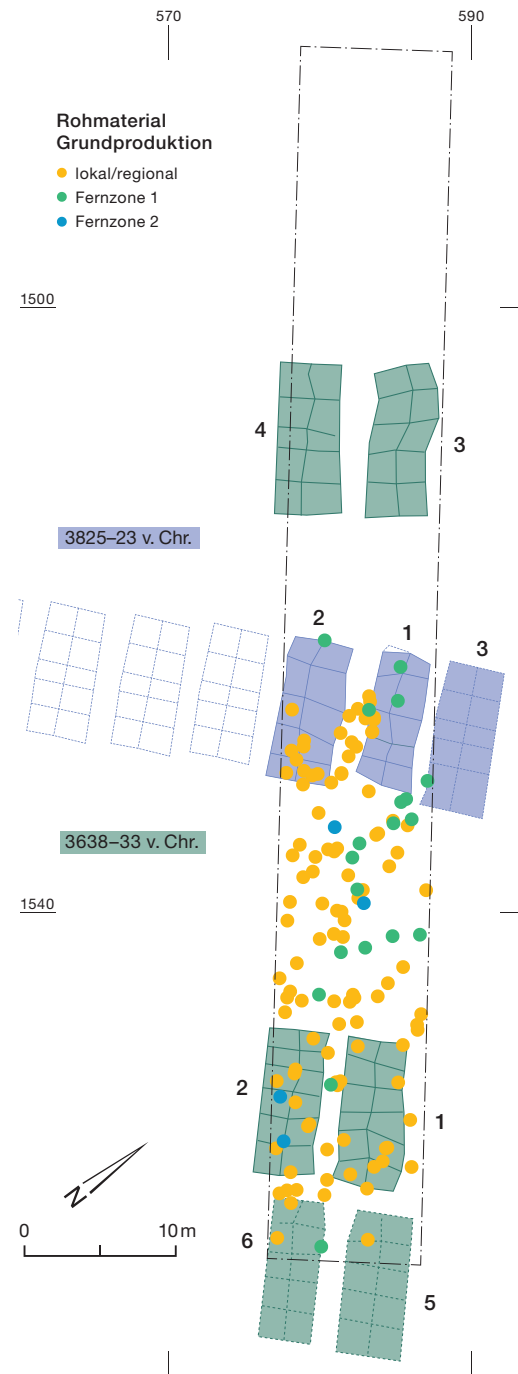 570
590
Rohmaterial
Grundproduktion
lokal/regional
Fernzone 1
Fernzone 2
1500
4
3
3825–23 v. Chr.
2
1
3
3638–33 v. Chr.
1540
2
1
N
0
10 m
6
5